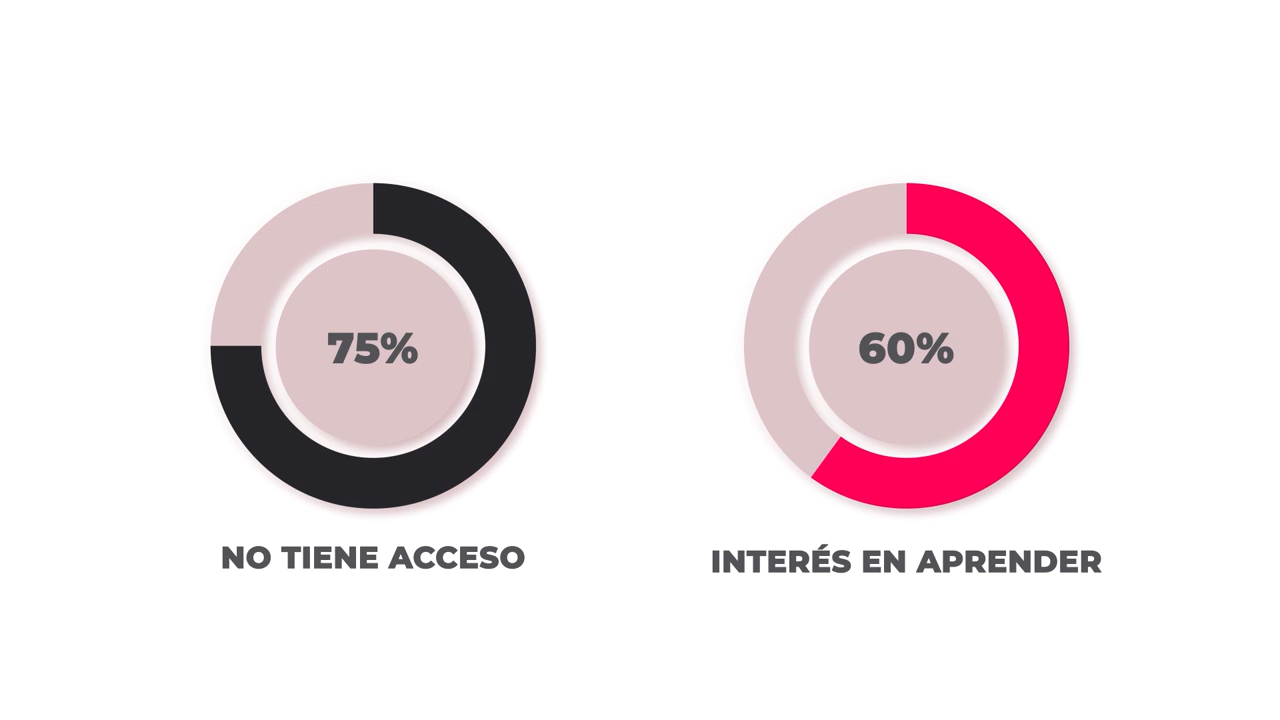 75%
NO TIENE ACCESO
60%
INTERÉS EN APRENDER